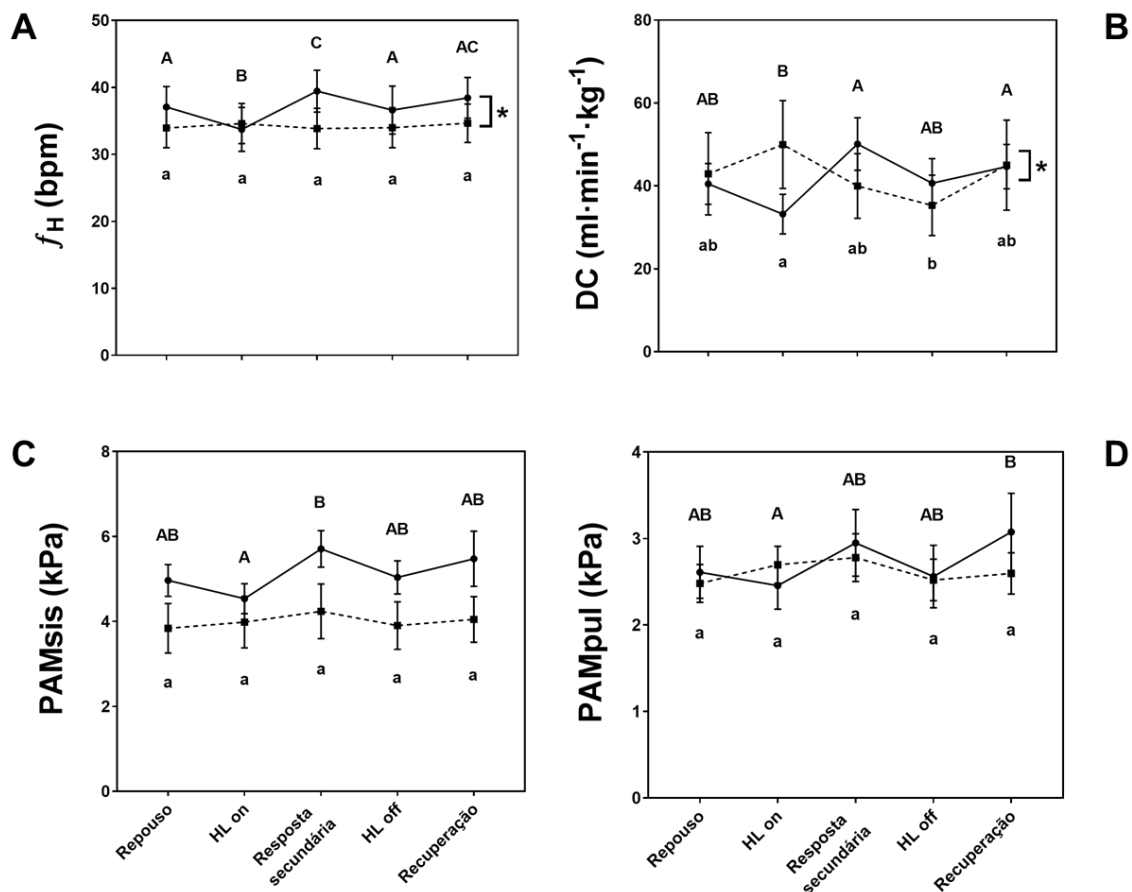 A
50
40
30
20
10
0
fH (bpm)
A
B
C
A
AC
*
a
a
a
a
a
B
80
60
40
20
0
DC (ml·min⁻¹·kg⁻¹)
AB
B
A
AB
A
*
ab
a
ab
b
ab
C
8
6
4
2
0
PAMsis (kPa)
AB
A
B
AB
AB
a
a
a
a
a
Repouso
HL on
Resposta
secundária
HL off
Recuperação
D
4
3
2
1
0
PAMpul (kPa)
AB
A
AB
AB
B
a
a
a
a
a
Repouso
HL on
Resposta
secundária
HL off
Recuperação